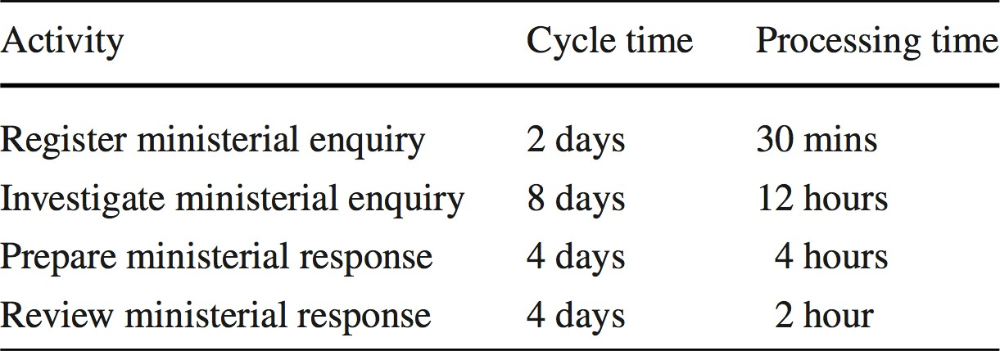 Activity Cycle time Processing time
Register ministerial enquiry 2 days 30 mins
Investigate ministerial enquiry 8 days 12 hours
Prepare ministerial response 4 days 4 hours
Review ministerial response 4 days 2 hour